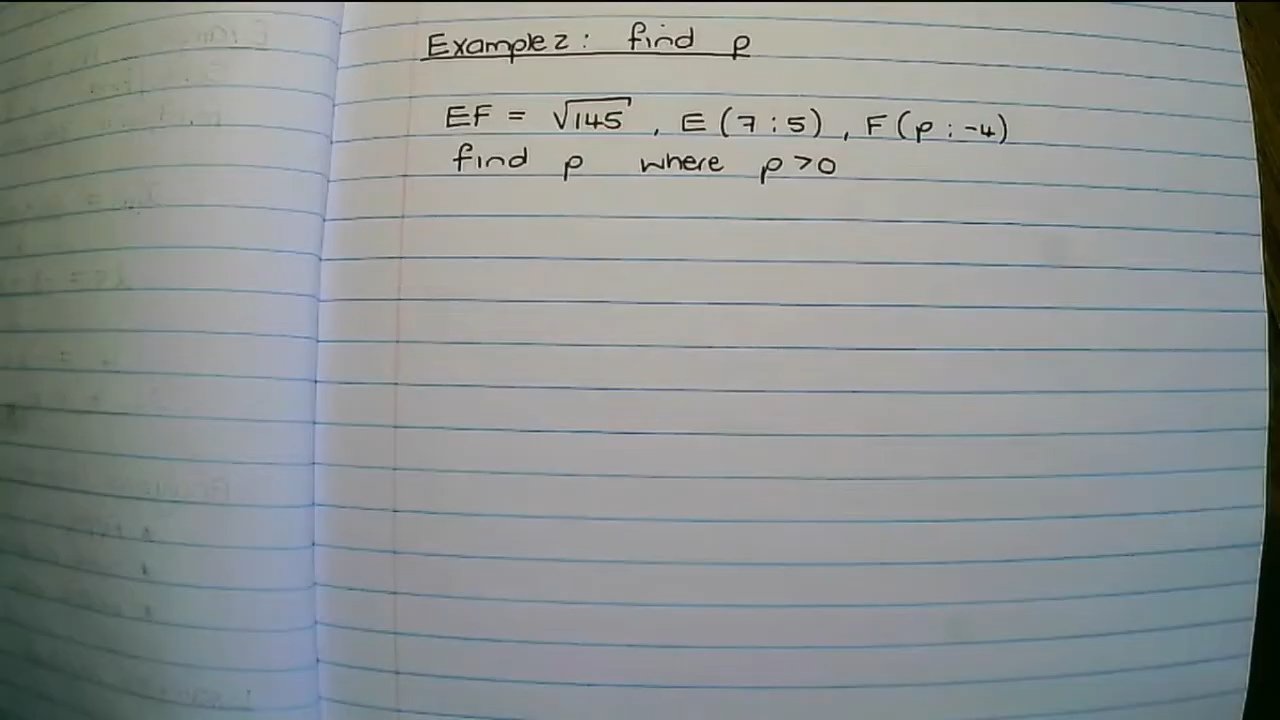 Example 2: find p
EF = √145 , E (7 ; 5) , F (p ; -4)
find p where p > 0